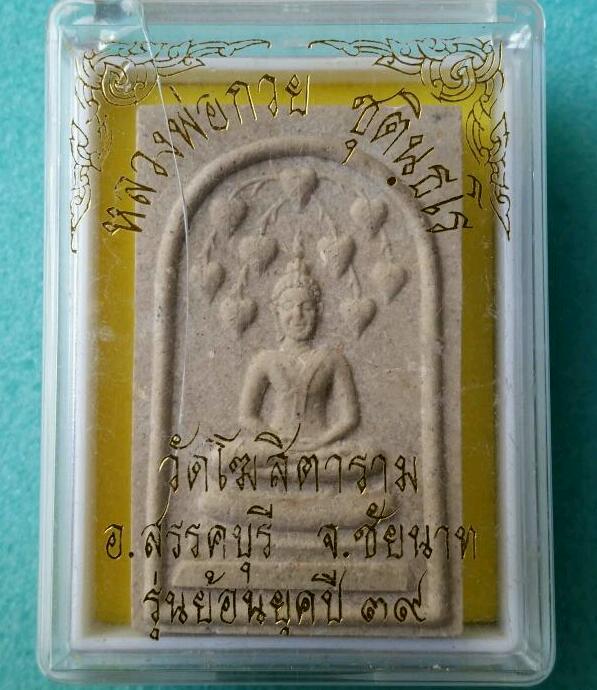 หลวงพ่อกวย ชุตินฺธโร
วัดโฆสิตาราม
อ.สรรคบุรี จ.ชัยนาท
รุ่นย้อนยุคปี ๓๙